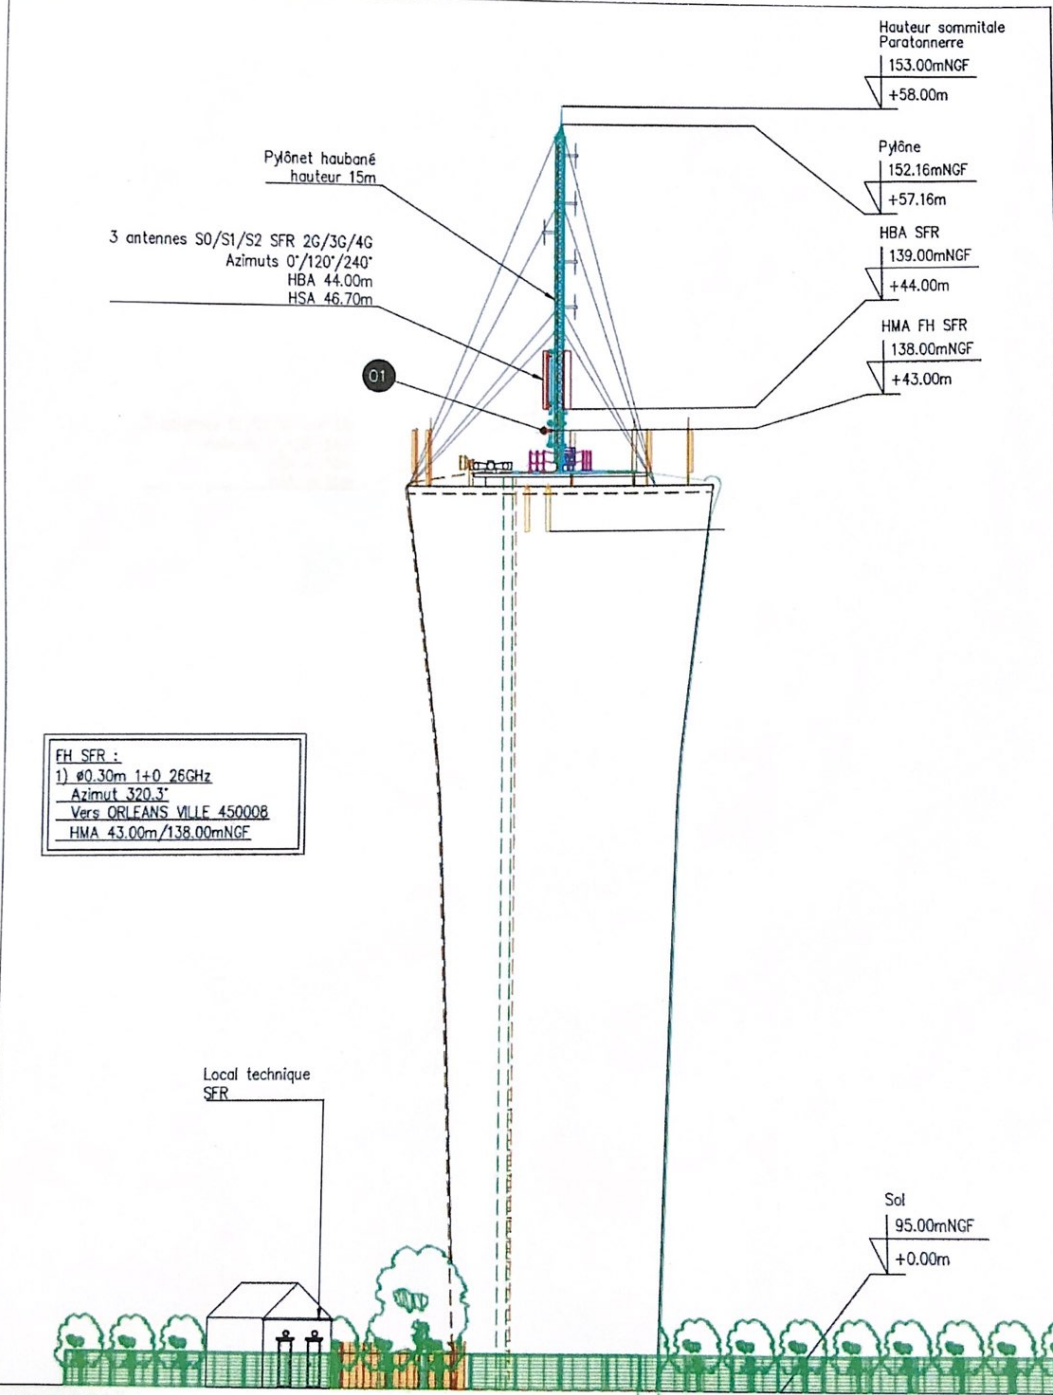 Hauteur sommitale
Paratonnerre
153.00mNGF
+58.00m
Pylône
152.16mNGF
+57.16m
HBA SFR
139.00mNGF
+44.00m
HMA FH SFR
138.00mNGF
+43.00m
Pylônet haubané
hauteur 15m
3 antennes S0/S1/S2 SFR 2G/3G/4G
Azimuts 0°/120°/240°
HBA 44.00m
HSA 46.70m
01
FH SFR :
1) ø0.30m 1+0 26GHz
Azimut 320.3°
Vers ORLEANS VILLE 450008
HMA 43.00m/138.00mNGF
Local technique
SFR
Sol
95.00mNGF
+0.00m